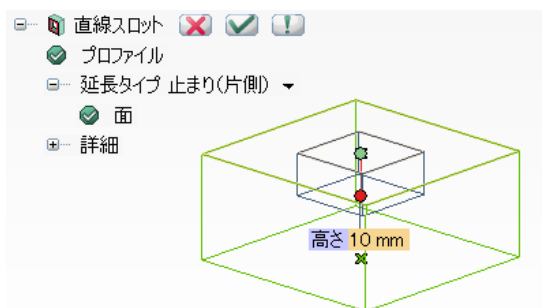 直線スロット
プロファイル
延長タイプ 止まり(片側)
面
詳細
高さ 10 mm